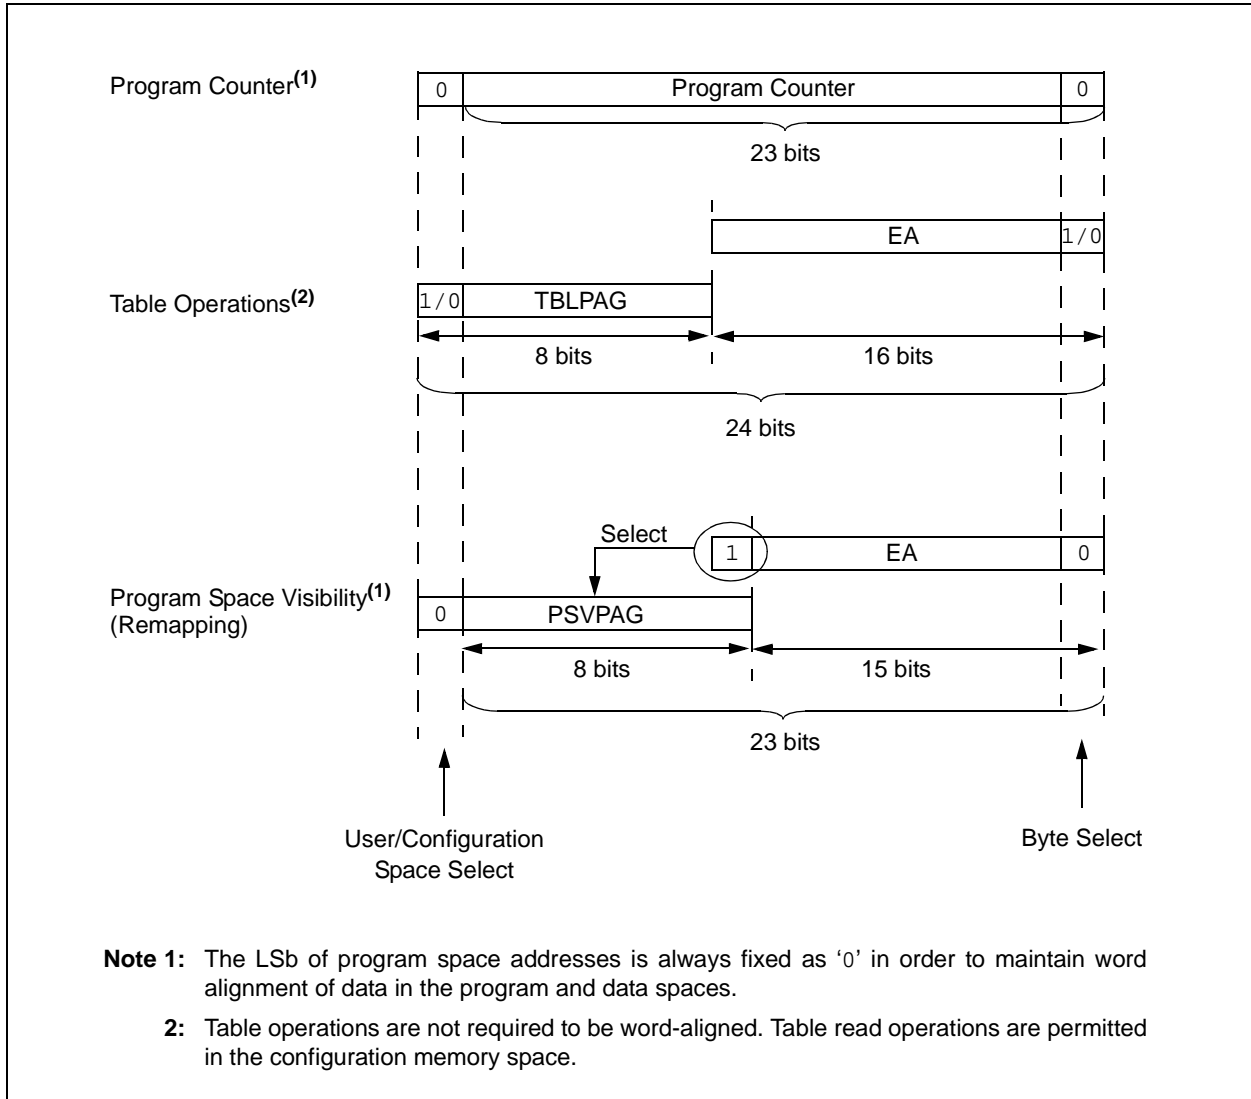 Program Counter(1)
0 Program Counter 0
23 bits
EA 1/0
Table Operations(2)
1/0 TBLPAG
8 bits 16 bits
24 bits
Select
1 EA 0
Program Space Visibility(1)
(Remapping)
0 PSVPAG
8 bits 15 bits
23 bits
User/Configuration
Space Select
Byte Select
Note 1: The LSb of program space addresses is always fixed as ‘0’ in order to maintain word
alignment of data in the program and data spaces.
2: Table operations are not required to be word-aligned. Table read operations are permitted
in the configuration memory space.